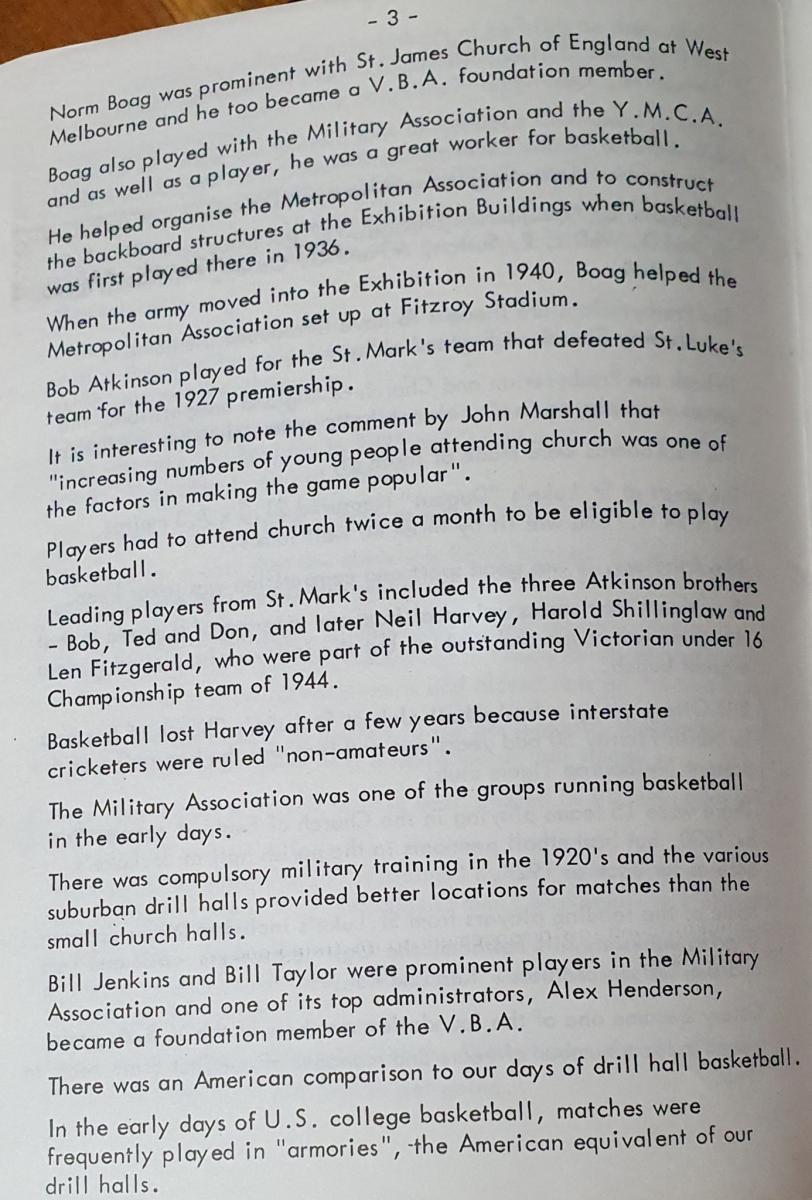 - 3 -
Norm Boag was prominent with St. James Church of England at West
Melbourne and he too became a V.B.A. foundation member.
Boag also played with the Military Association and the Y.M.C.A.
and as well as a player, he was a great worker for basketball.
He helped organise the Metropolitan Association and to construct
the backboard structures at the Exhibition Buildings when basketball
was first played there in 1936.
When the army moved into the Exhibition in 1940, Boag helped the
Metropolitan Association set up at Fitzroy Stadium.
Bob Atkinson played for the St. Mark's team that defeated St. Luke's
team for the 1927 premiership.
It is interesting to note the comment by John Marshall that
"increasing numbers of young people attending church was one of
the factors in making the game popular".
Players had to attend church twice a month to be eligible to play
basketball.
Leading players from St. Mark's included the three Atkinson brothers
- Bob, Ted and Don, and later Neil Harvey, Harold Shillinglaw and
Len Fitzgerald, who were part of the outstanding Victorian under 16
Championship team of 1944.
Basketball lost Harvey after a few years because interstate
cricketers were ruled "non-amateurs".
The Military Association was one of the groups running basketball
in the early days.
There was compulsory military training in the 1920's and the various
suburban drill halls provided better locations for matches than the
small church halls.
Bill Jenkins and Bill Taylor were prominent players in the Military
Association and one of its top administrators, Alex Henderson,
became a foundation member of the V.B.A.
There was an American comparison to our days of drill hall basketball.
In the early days of U.S. college basketball, matches were
frequently played in "armories", the American equivalent of our
drill halls.